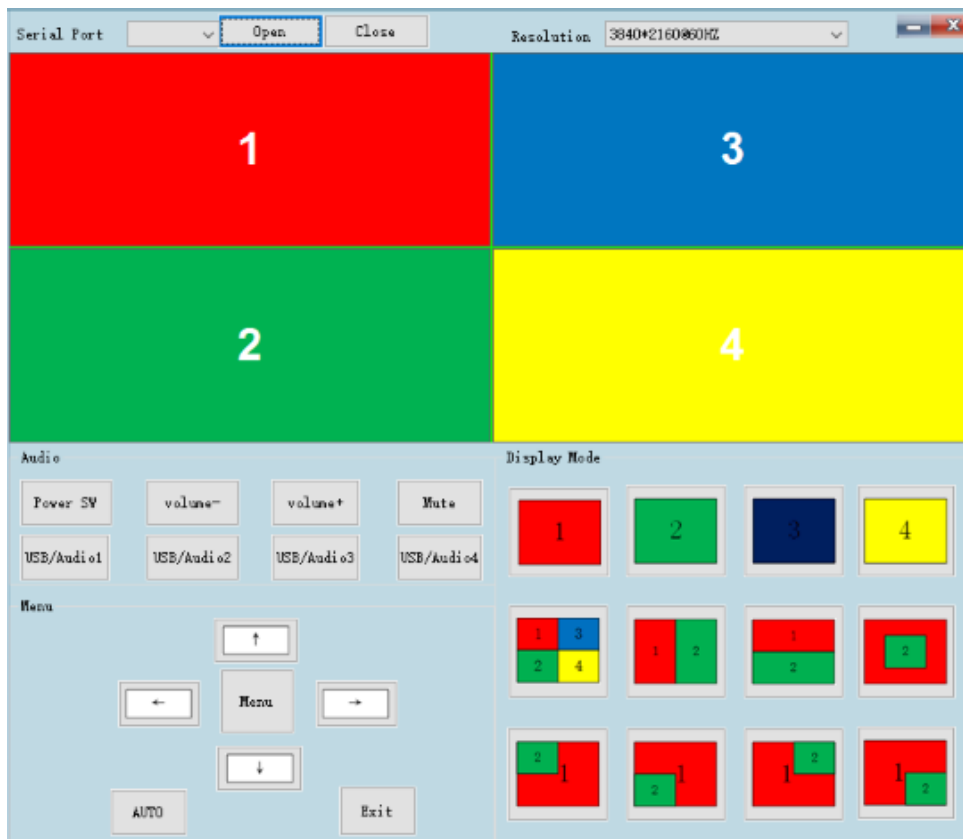 Serial Port Open Close Resolution 3840*2160@60HZ
1 3
2 4
Audio
Power SW volume- volume+ Mute
USB/Audio1 USB/Audio2 USB/Audio3 USB/Audio4
Menu
↑
← Menu →
↓
AUTO Exit
Display Mode
1 2 3 4
1 3 1 2 1 2
2 4 2
2 1 2 1 1 2 1 2